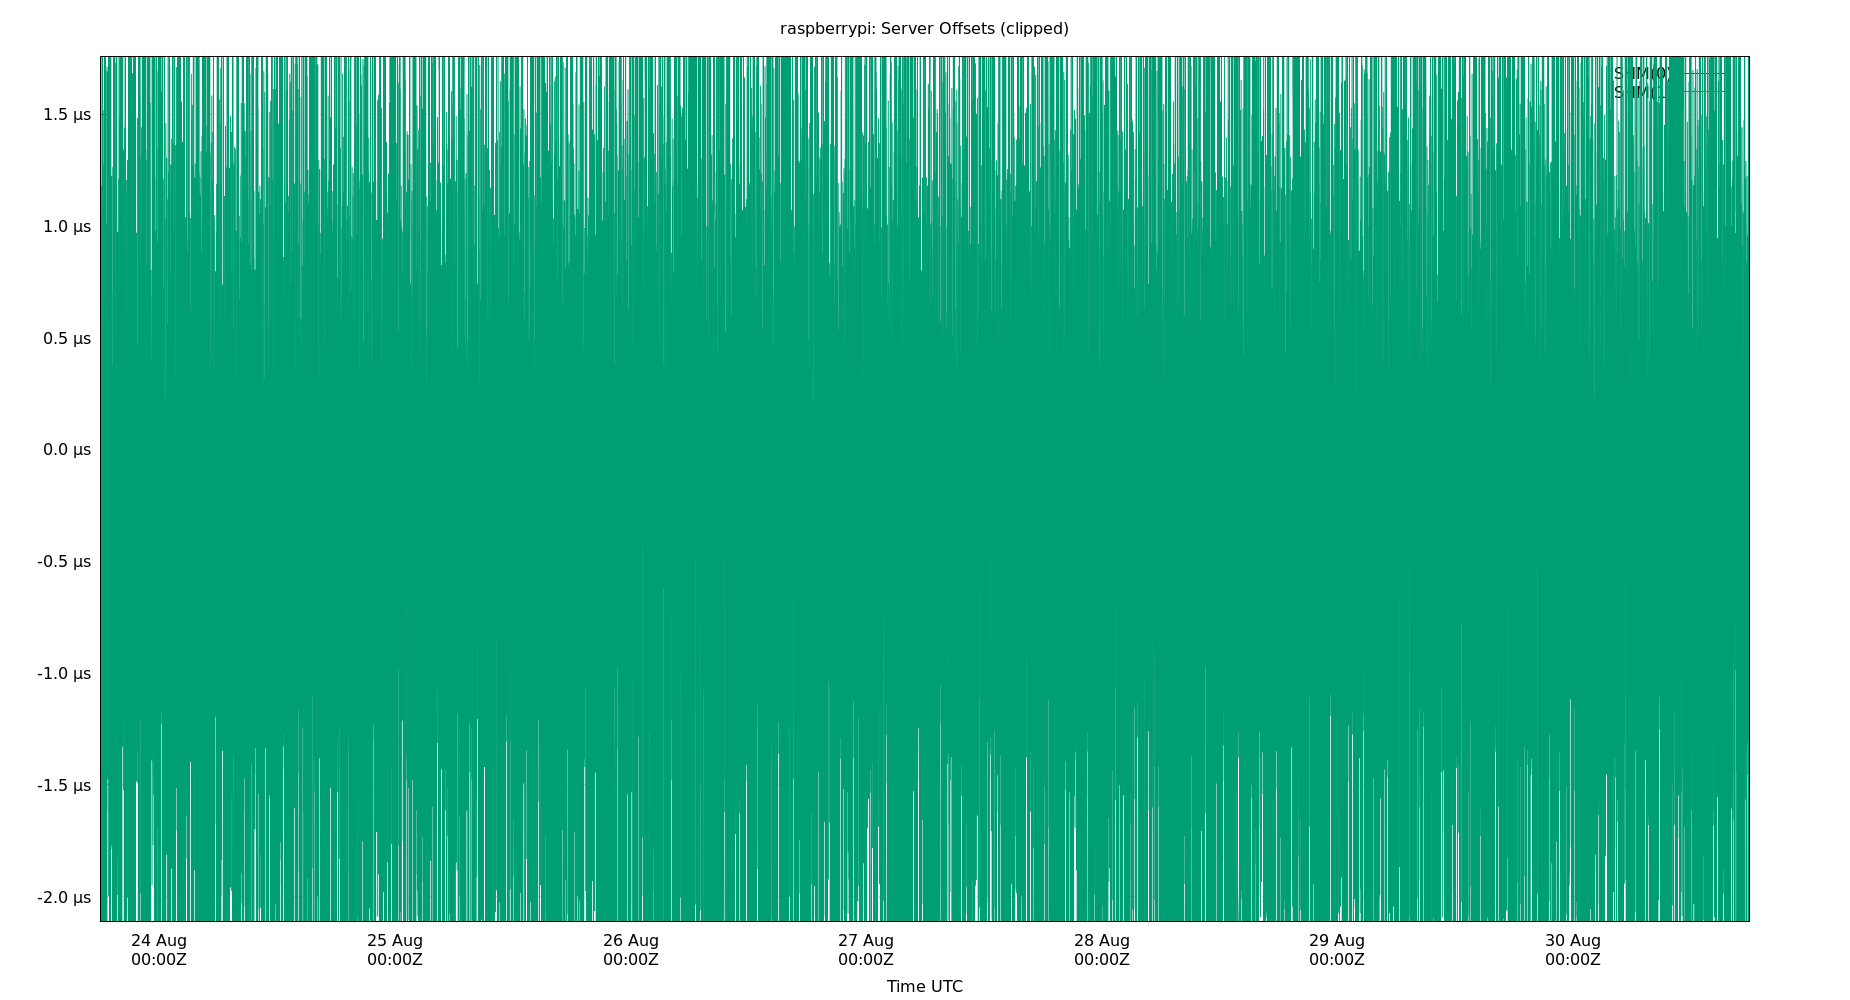 raspberrypi: Server Offsets (clipped)
SHM(0)
1.5 µs
1.0 µs
0.5 µs
0.0 µs
-0.5 µs
-1.0 µs
-1.5 µs
-2.0 µs
24 Aug 25 Aug 26 Aug 27 Aug 28 Aug 29 Aug 30 Aug
00:00Z 00:00Z 00:00Z 00:00Z 00:00Z 00:00Z 00:00Z
Time UTC